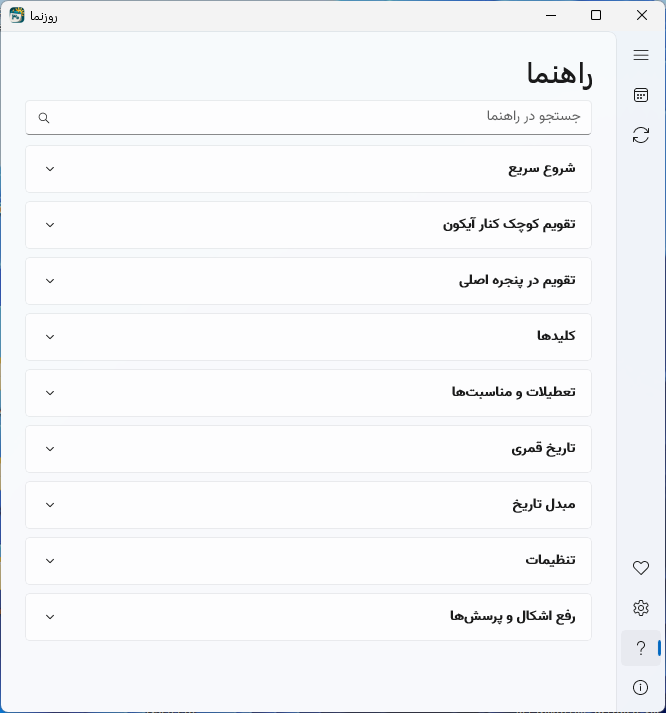 روزنما
راهنما
جستجو در راهنما
شروع سریع
تقویم کوچک کنار آیکون
تقویم در پنجره اصلی
کلیدها
تعطیلات و مناسبت‌ها
تاریخ قمری
مبدل تاریخ
تنظیمات
رفع اشکال و پرسش‌ها